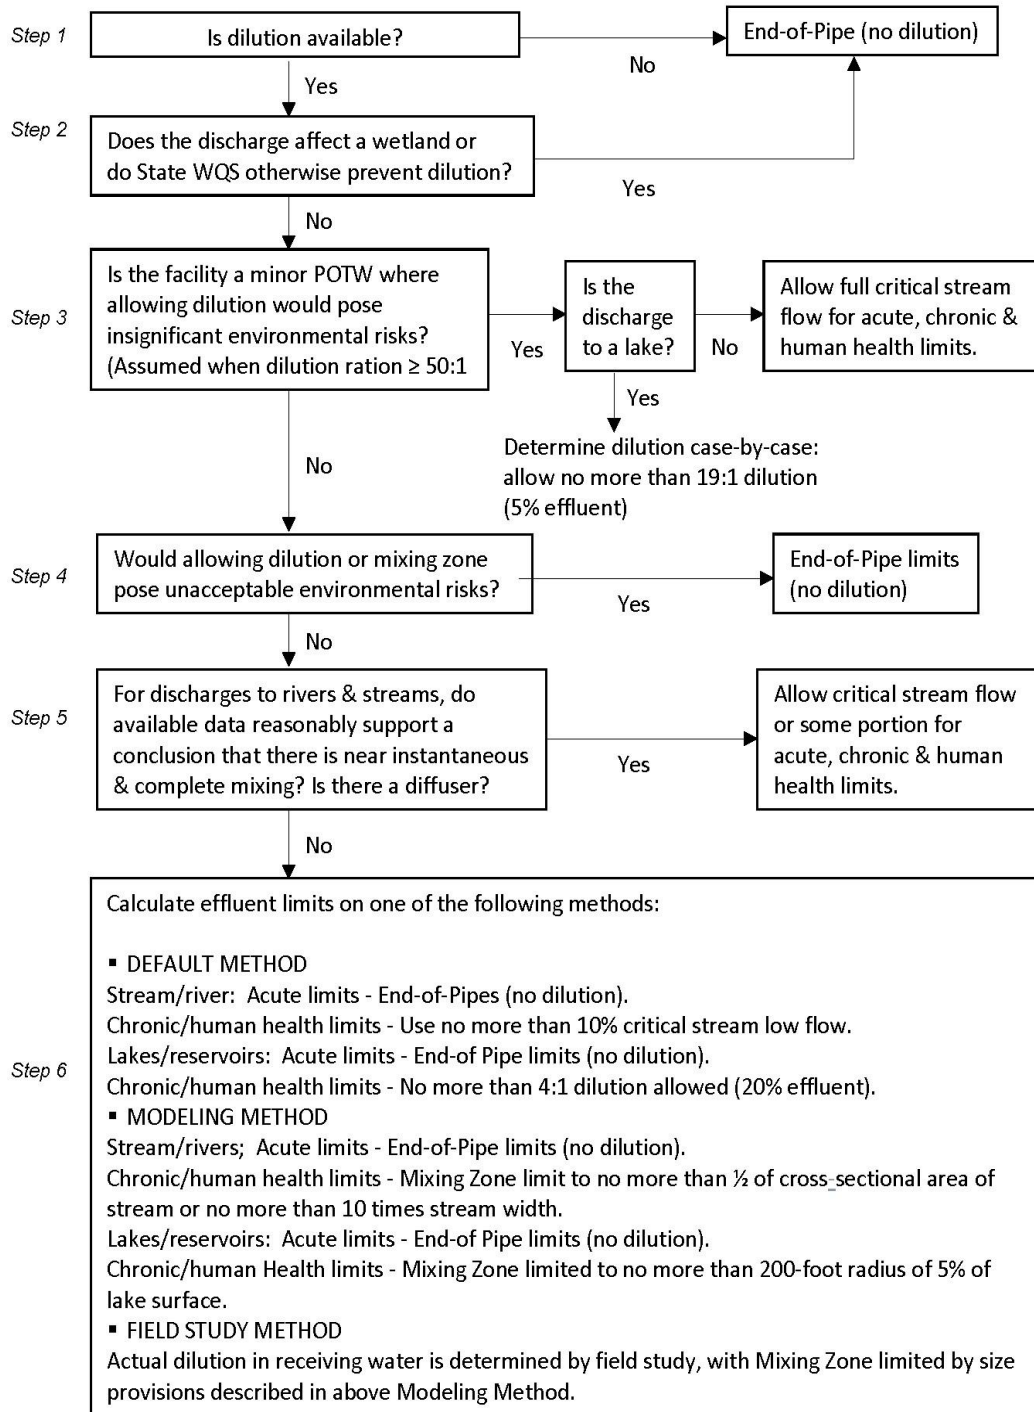 Step 1
Is dilution available?
End-of-Pipe (no dilution)
No
Yes
Step 2
Does the discharge affect a wetland or
do State WQS otherwise prevent dilution?
Yes
No
Step 3
Is the facility a minor POTW where
allowing dilution would pose
insignificant environmental risks?
(Assumed when dilution ration ≥ 50:1
Yes
Is the
discharge
to a lake?
No
Allow full critical stream
flow for acute, chronic &
human health limits.
Yes
Determine dilution case-by-case:
allow no more than 19:1 dilution
(5% effluent)
No
Step 4
Would allowing dilution or mixing zone
pose unacceptable environmental risks?
Yes
End-of-Pipe limits
(no dilution)
No
Step 5
For discharges to rivers & streams, do
available data reasonably support a
conclusion that there is near instantaneous
& complete mixing? Is there a diffuser?
Yes
Allow critical stream flow
or some portion for
acute, chronic & human
health limits.
No
Step 6
Calculate effluent limits on one of the following methods:
▪ DEFAULT METHOD
Stream/river: Acute limits - End-of-Pipes (no dilution).
Chronic/human health limits - Use no more than 10% critical stream low flow.
Lakes/reservoirs: Acute limits - End-of Pipe limits (no dilution).
Chronic/human health limits - No more than 4:1 dilution allowed (20% effluent).
▪ MODELING METHOD
Stream/rivers; Acute limits - End-of-Pipe limits (no dilution).
Chronic/human health limits - Mixing Zone limit to no more than ½ of cross-sectional area of
stream or no more than 10 times stream width.
Lakes/reservoirs: Acute limits - End-of Pipe limits (no dilution).
Chronic/human Health limits - Mixing Zone limited to no more than 200-foot radius of 5% of
lake surface.
▪ FIELD STUDY METHOD
Actual dilution in receiving water is determined by field study, with Mixing Zone limited by size
provisions described in above Modeling Method.